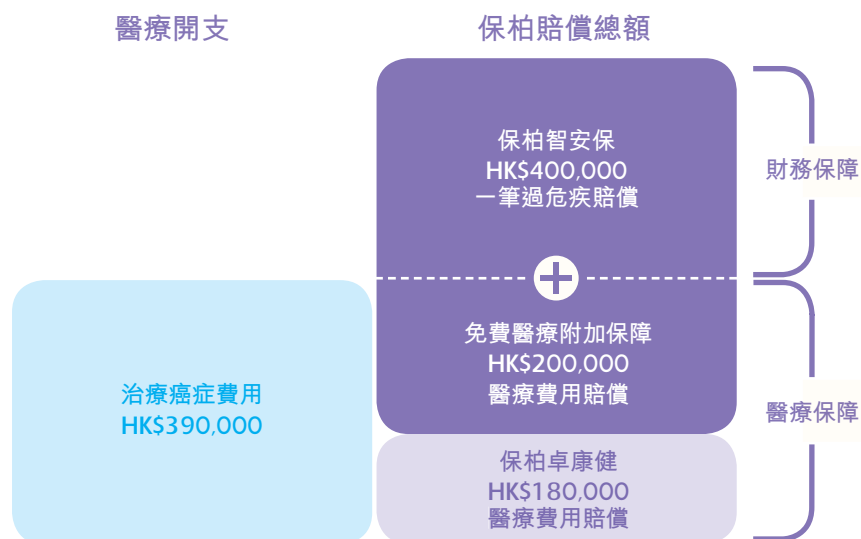 醫療開支
保柏賠償總額
保柏智安保
HK$400,000
一筆過危疾賠償
財務保障
免費醫療附加保障
HK$200,000
醫療費用賠償
治療癌症費用
HK$390,000
醫療保障
保柏卓康健
HK$180,000
醫療費用賠償